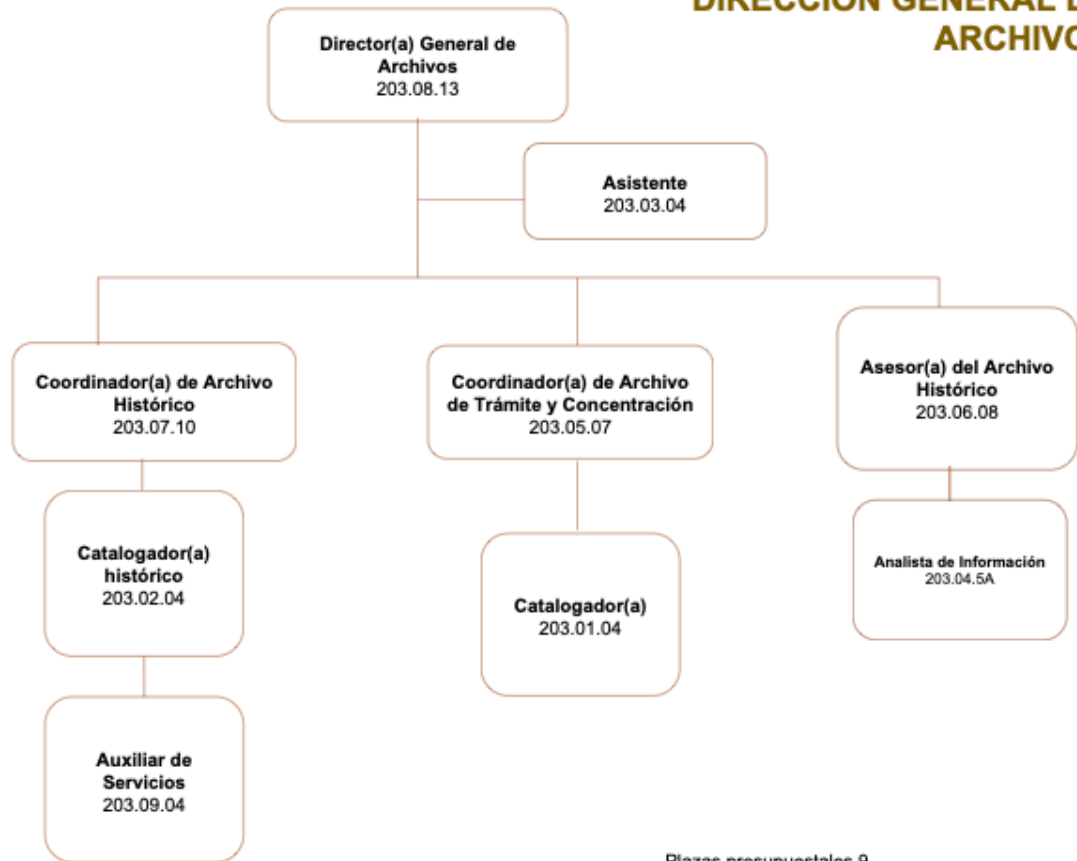 DIRECCIÓN GENERAL
ARCHIVO
Director(a) General de
Archivos
203.08.13
Asistente
203.03.04
Coordinador(a) de Archivo
Histórico
203.07.10
Coordinador(a) de Archivo
de Trámite y Concentración
203.05.07
Asesor(a) del Archivo
Histórico
203.06.08
Catalogador(a)
histórico
203.02.04
Catalogador(a)
203.01.04
Analista de Información
203.04.5A
Auxiliar de
Servicios
203.09.04
Plazas presupuestales 9